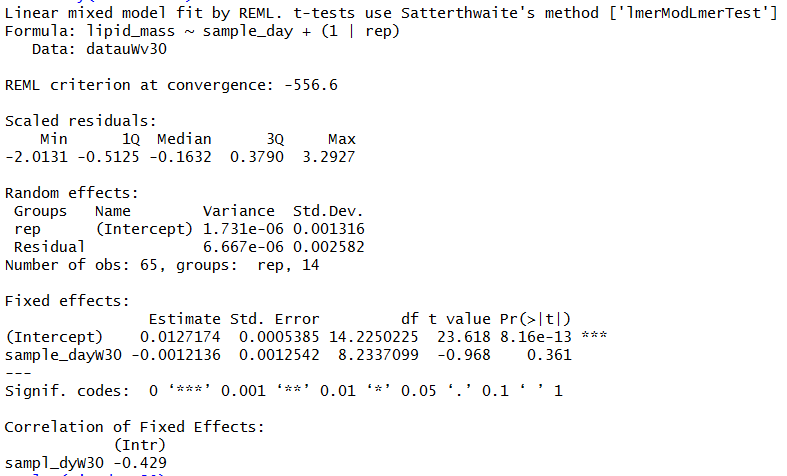 Linear mixed model fit by REML. t-tests use Satterthwaite's method ['lmerModLmerTest']
Formula: lipid_mass ~ sample_day + (1 | rep)
   Data: datauWv30
REML criterion at convergence: -556.6
Scaled residuals:
    Min      1Q  Median      3Q     Max
-2.0131 -0.5125 -0.1632  0.3790  3.2927
Random effects:
 Groups   Name        Variance  Std.Dev.
 rep      (Intercept) 1.731e-06 0.001316
 Residual             6.667e-06 0.002582
Number of obs: 65, groups:  rep, 14
Fixed effects:
                Estimate Std. Error         df t value Pr(>|t|)
(Intercept)    0.0127174  0.0005385 14.2250225  23.618 8.16e-13 ***
sample_dayW30 -0.0012136  0.0012542  8.2337099  -0.968    0.361
---
Signif. codes:  0 ‘***’ 0.001 ‘**’ 0.01 ‘*’ 0.05 ‘.’ 0.1 ‘ ’ 1
Correlation of Fixed Effects:
            (Intr)
sampl_dyW30 -0.429